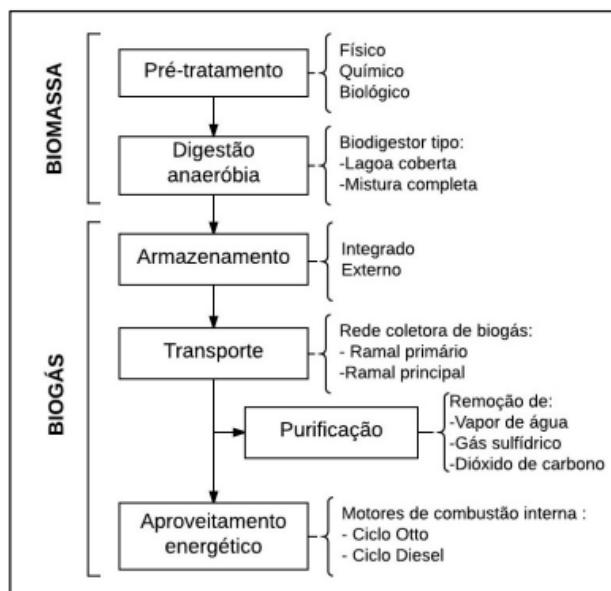 BIOMASSA
Pré-tratamento
Físico
Químico
Biológico
Digestão
anaeróbia
Biodigestor tipo:
-Lagoa coberta
-Mistura completa
BIOGÁS
Armazenamento
Integrado
Externo
Transporte
Rede coletora de biogás:
- Ramal primário
-Ramal principal
Purificação
Remoção de:
-Vapor de água
-Gás sulfídrico
-Dióxido de carbono
Aproveitamento
energético
Motores de combustão interna :
- Ciclo Otto
- Ciclo Diesel